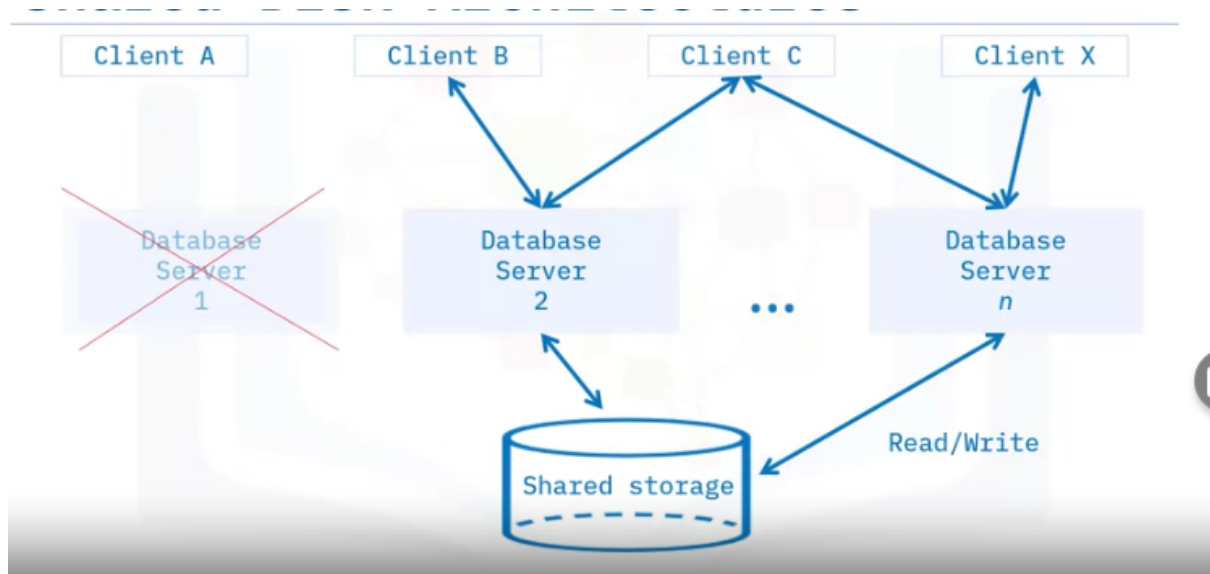 Client A
Client B
Client C
Client X
Database
Server
1
Database
Server
2
...
Database
Server
n
Read/Write
Shared storage